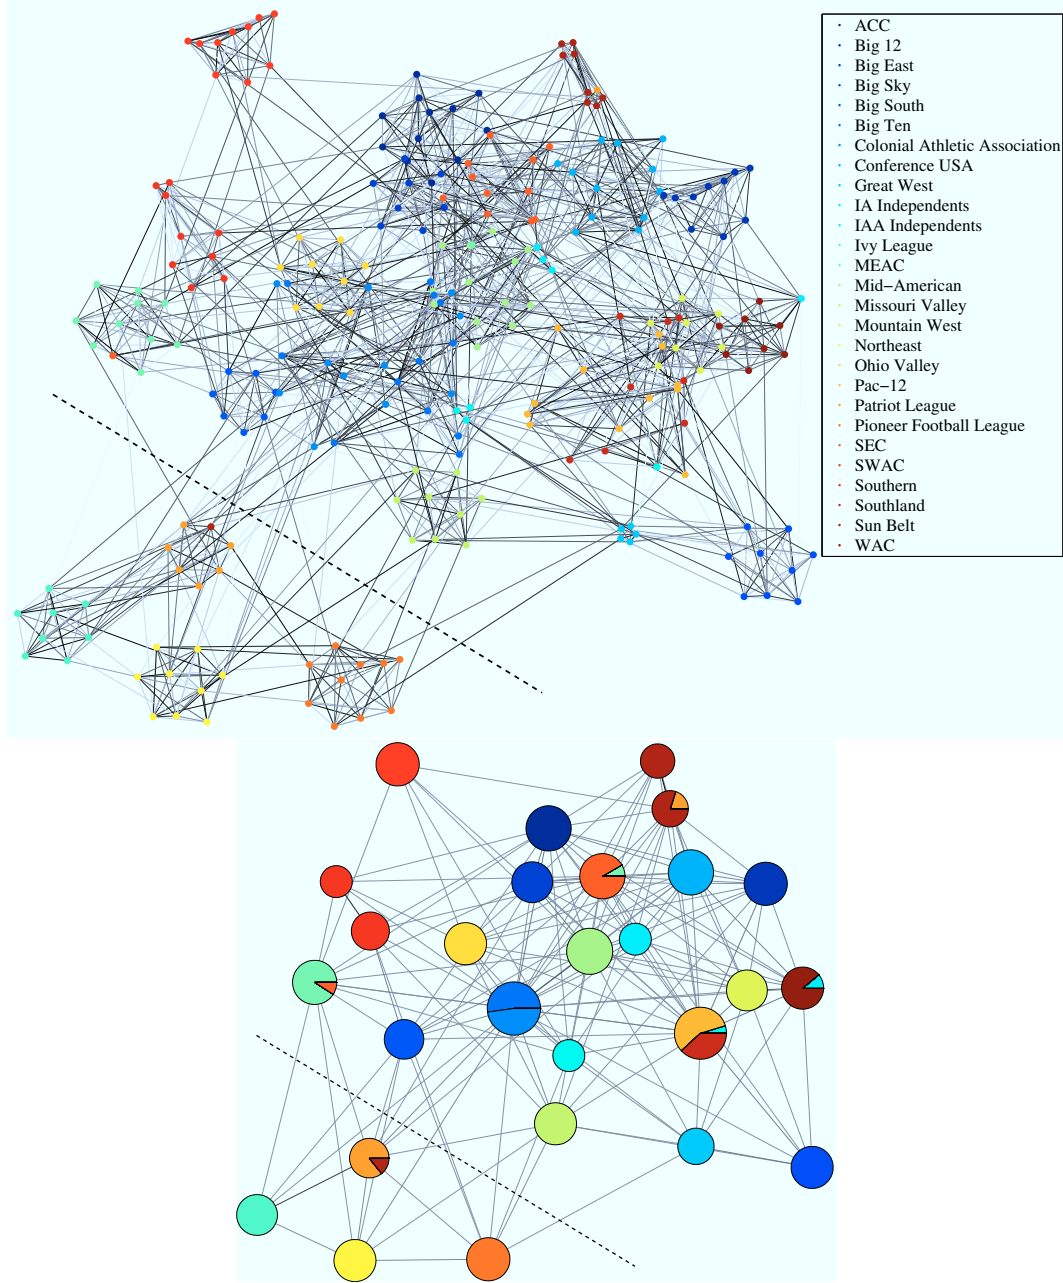 ACC
Big 12
Big East
Big Sky
Big South
Big Ten
Colonial Athletic Association
Conference USA
Great West
IA Independents
IAA Independents
Ivy League
MEAC
Mid−American
Missouri Valley
Mountain West
Northeast
Ohio Valley
Pac−12
Patriot League
Pioneer Football League
SEC
SWAC
Southern
Southland
Sun Belt
WAC